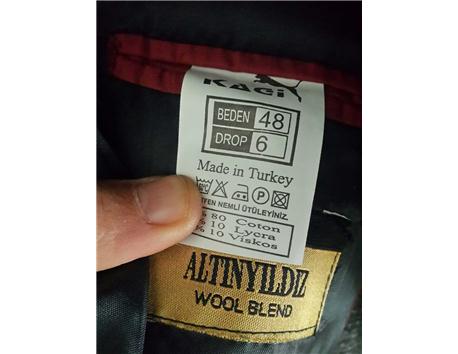 KAGi
BEDEN 48
DROP 6
Made in Turkey
TFEN NEMLİ ÜTÜLEYİNİZ
% 80 Coton
% 10 Lycra
% 10 Viskos
ALTINYILDIZ
WOOL BLEND